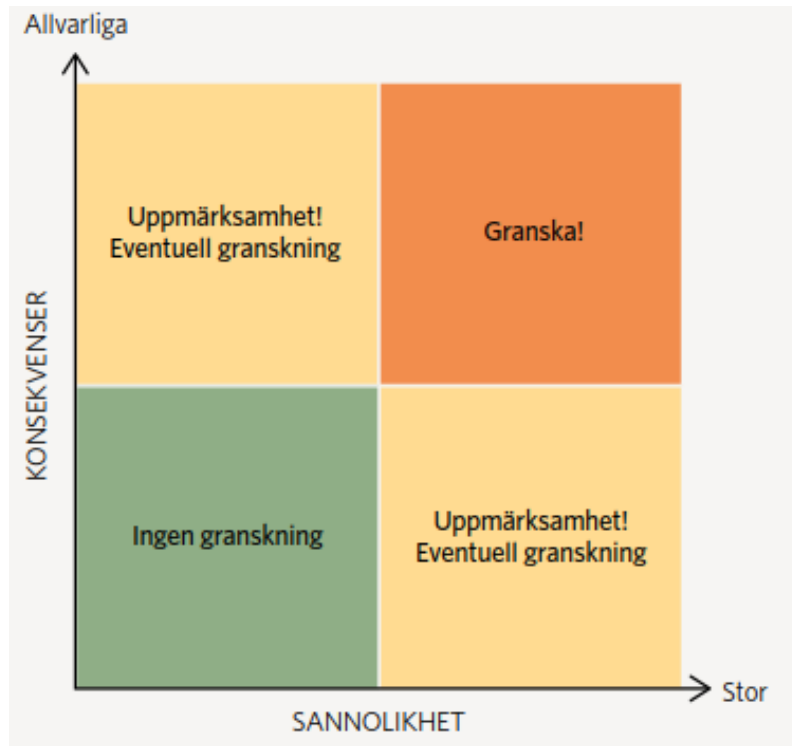 Allvarliga
Uppmärksamhet!
Eventuell granskning
Granska!
KONSEKVENSER
Ingen granskning
Uppmärksamhet!
Eventuell granskning
Stor
SANNOLIKHET